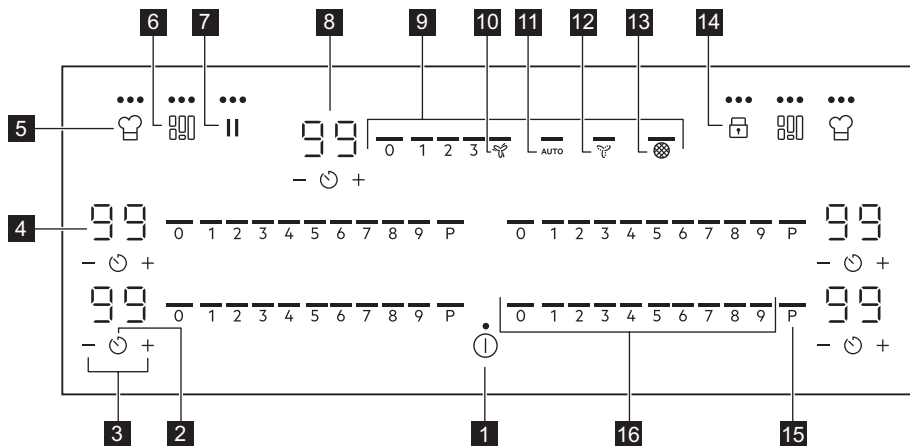 6 7 8 9 10 11 12 13 14
5
99 0 1 2 3 AUTO
− +
4 99 0 1 2 3 4 5 6 7 8 9 P 0 1 2 3 4 5 6 7 8 9 P 99
− + − +
99 0 1 2 3 4 5 6 7 8 9 P 0 1 2 3 4 5 6 7 8 9 P 99
− + − +
3 2 1 16 15